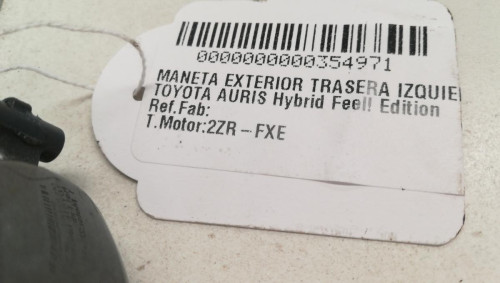 0000000000354971
MANETA EXTERIOR TRASERA IZQUIE
TOYOTA AURIS Hybrid Feel! Edition
Ref.Fab:
T.Motor:2ZR-FXE